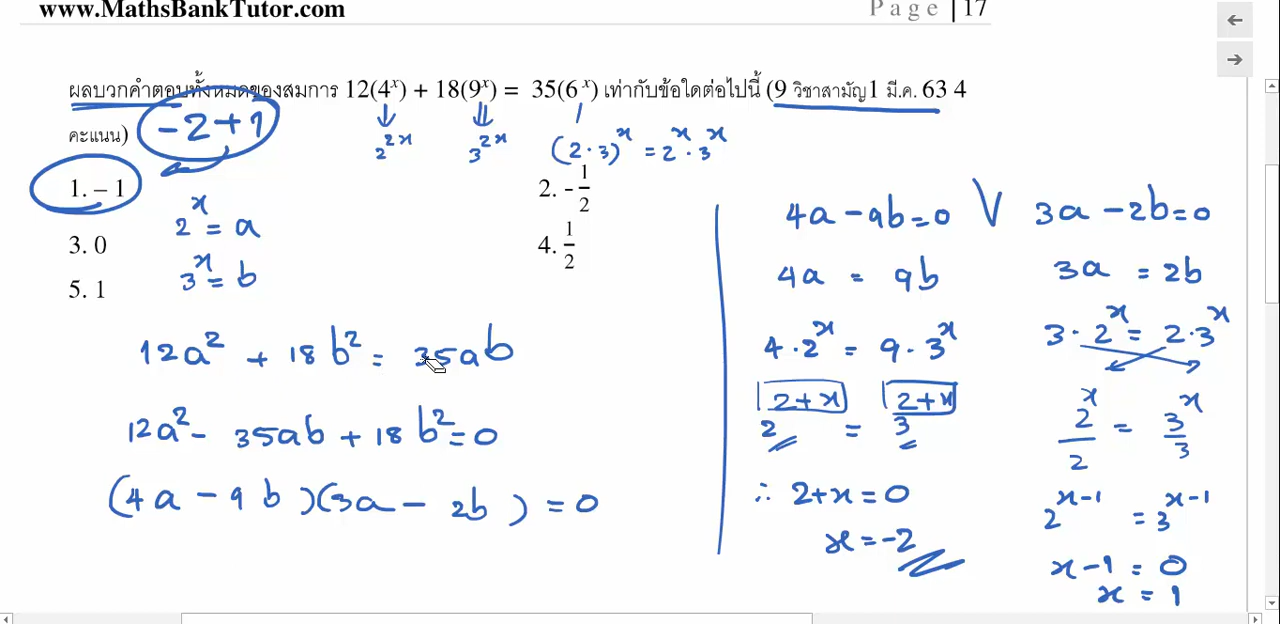 www.MathsBankTutor.com
Page | 17
ผลบวกคำตอบทั้งหมดของสมการ 12(4ˣ) + 18(9ˣ) = 35(6ˣ) เท่ากับข้อใดต่อไปนี้ (9 วิชาสามัญ1 มี.ค. 63 4
คะแนน)
-2+1
2^{2x} 3^{2x} (2·3)^x = 2^x · 3^x
1. – 1
2. - 1/2
3. 0
4. 1/2
5. 1
2^x = a
3^x = b
12a² + 18b² = 35ab
12a² - 35ab + 18b² = 0
(4a - 9b)(3a - 2b) = 0
4a - 9b = 0 ∨ 3a - 2b = 0
4a = 9b
4·2^x = 9·3^x
2^{2+x} = 3^{2+x}
∴ 2+x = 0
x = -2
3a = 2b
3·2^x = 2·3^x
2^x/2 = 3^x/3
2^{x-1} = 3^{x-1}
x-1 = 0
x = 1